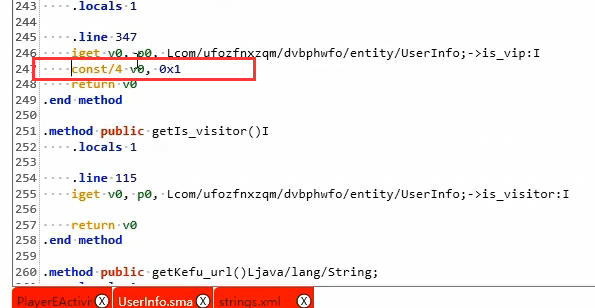 243 .locals 1
244
245 .line 347
246 iget v0, p0, Lcom/ufozfnxzqm/dvbphwfo/entity/UserInfo;->is_vip:I
247 const/4 v0, 0x1
248 return v0
249 .end method
250
251 .method public getIs_visitor()I
252 .locals 1
253
254 .line 115
255 iget v0, p0, Lcom/ufozfnxzqm/dvbphwfo/entity/UserInfo;->is_visitor:I
256
257 return v0
258 .end method
259
260 .method public getKefu_url()Ljava/lang/String;
PlayerEActivi UserInfo.sma strings.xml